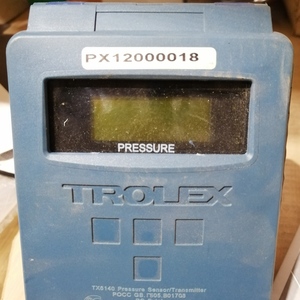 PX12000018
PRESSURE
TROLEX
TX6140 Pressure Sensor/Transmitter